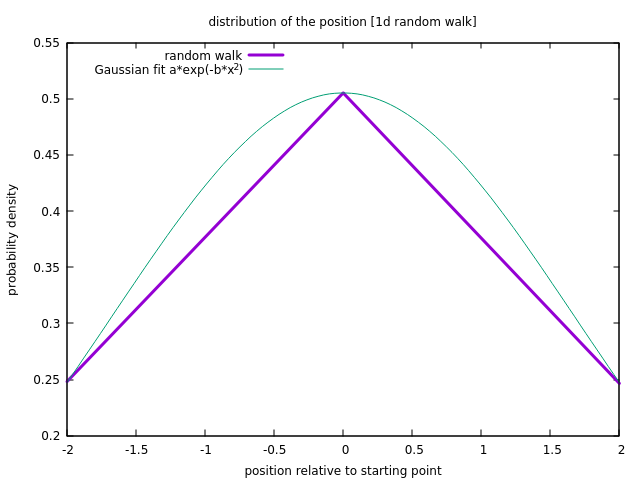 distribution of the position [1d random walk]
0.55
0.5
0.45
0.4
0.35
0.3
0.25
0.2
probability density
random walk
Gaussian fit a*exp(-b*x²)
-2 -1.5 -1 -0.5 0 0.5 1 1.5 2
position relative to starting point